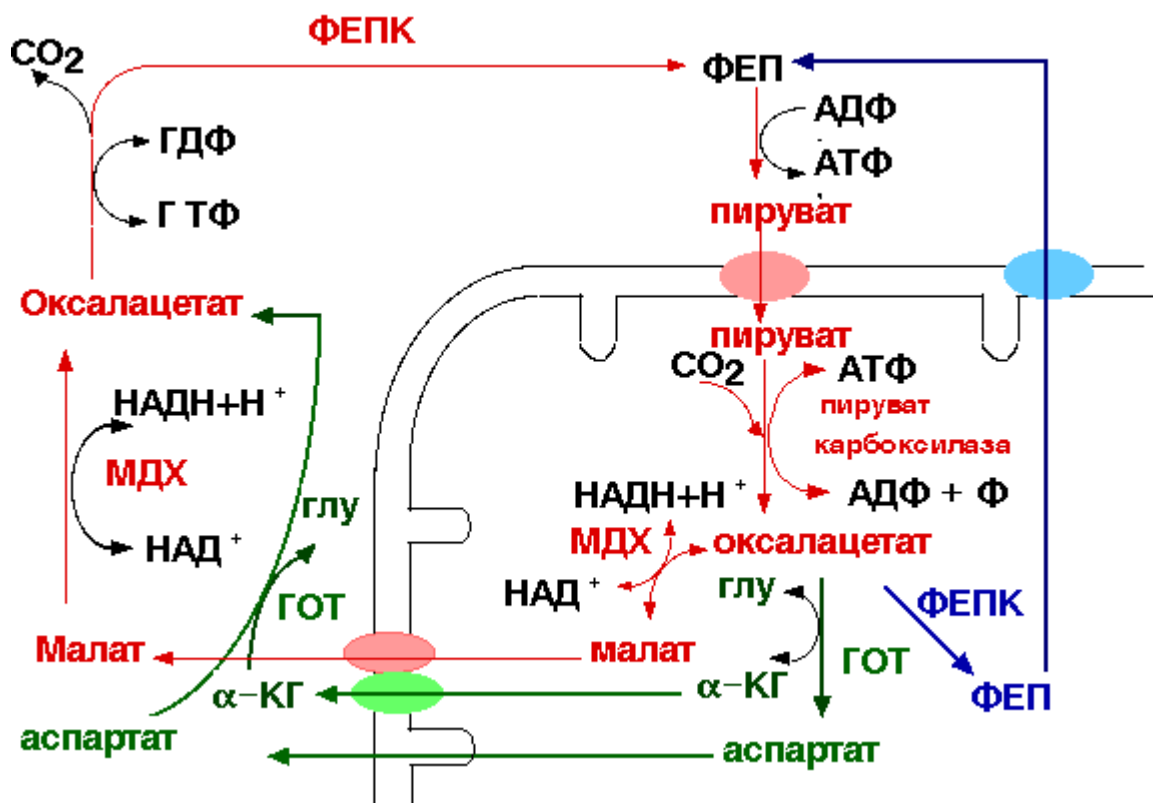 ФЕПК
CO2
ФЕП
АДФ
ГДФ
АТФ
Г ТФ
пируват
Оксалацетат
пируват
CO2
АТФ
пируват
карбоксилаза
НАДН+Н +
МДХ
НАД +
глу
НАДН+Н +
АДФ + Ф
МДХ
оксалацетат
НАД +
глу
ФЕПК
ГОТ
Малат
малат
ГОТ
α–КГ
α–КГ
ФЕП
аспартат
аспартат